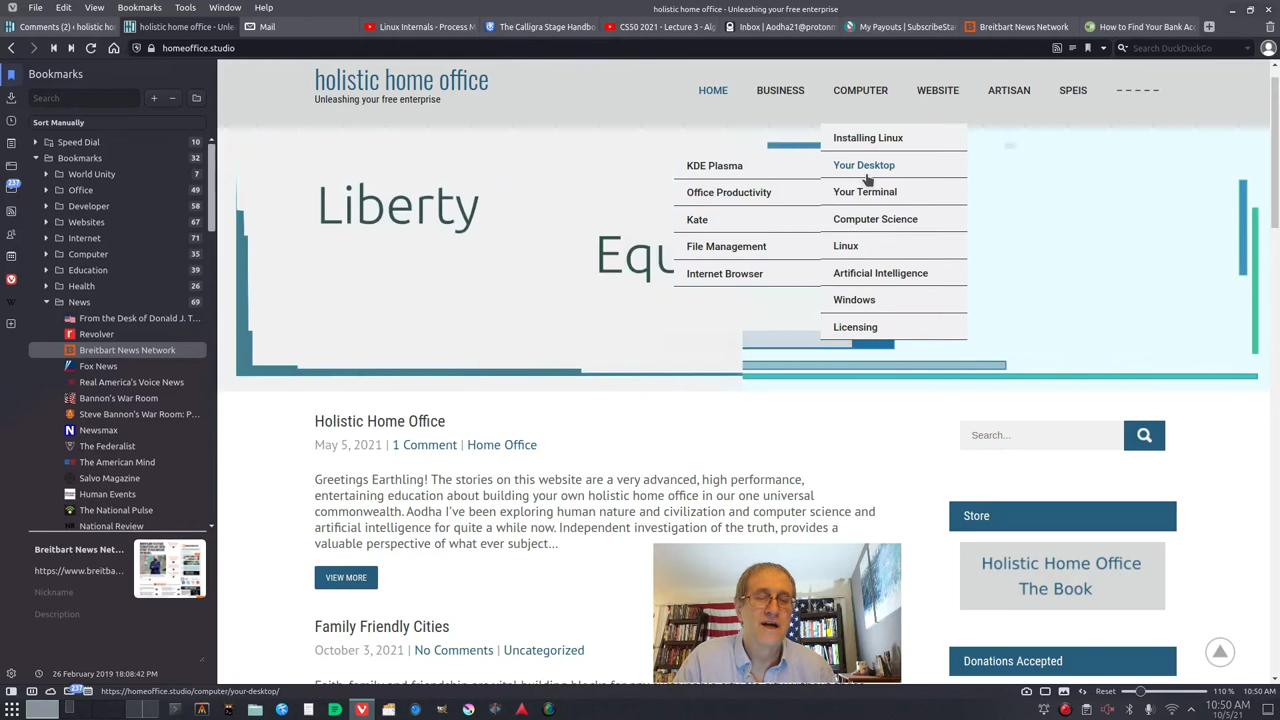 File Edit View Bookmarks Tools Window Help
holistic home office - Unleashing your free enterprise
Comments ‹ holistic ho
holistic home office - Unle
Mail
Linux Internals - Process M
The Calligra Stage Handbo
CS50 2021 - Lecture 3 - Alg
Inbox | Aodha21@protonm
My Payouts | SubscribeSta
Breitbart News Network
How to Find Your Bank Ac
homeoffice.studio
Search DuckDuckGo
Bookmarks
Search
Sort Manually
Speed Dial 10
Bookmarks 32
World Unity 7
Office 49
Developer 58
Websites 67
Internet 34
Computer 35
Education 39
Health 26
News 69
From the Desk of Donald J. T...
Revolver
Breitbart News Network
Fox News
Real America's Voice News
Bannon's War Room
Steve Bannon's War Room: P...
Newsmax
The Federalist
The American Mind
Salvo Magazine
Human Events
The National Pulse
National Review
Breitbart News Net...
https://www.breitba...
Nickname
Description
26 February 2019 18:08:42 PM
237
holistic home office
Unleashing your free enterprise
HOME BUSINESS COMPUTER WEBSITE ARTISAN SPEIS - - - - -
Installing Linux
Your Desktop
Your Terminal
Computer Science
Linux
Artificial Intelligence
Windows
Licensing
KDE Plasma
Office Productivity
Kate
File Management
Internet Browser
Liberty
Equ
Holistic Home Office
May 5, 2021 | 1 Comment | Home Office
Greetings Earthling! The stories on this website are a very advanced, high performance,
entertaining education about building your own holistic home office in our one universal
commonwealth. Aodha I've been exploring human nature and civilization and computer science and
artificial intelligence for quite a while now. Independent investigation of the truth, provides a
valuable perspective of what ever subject...
VIEW MORE
Family Friendly Cities
October 3, 2021 | No Comments | Uncategorized
Search...
Store
Holistic Home Office
The Book
Donations Accepted
237
https://homeoffice.studio/computer/your-desktop/
Reset 110 % 10:50 AM
10:50 AM
10/5/21